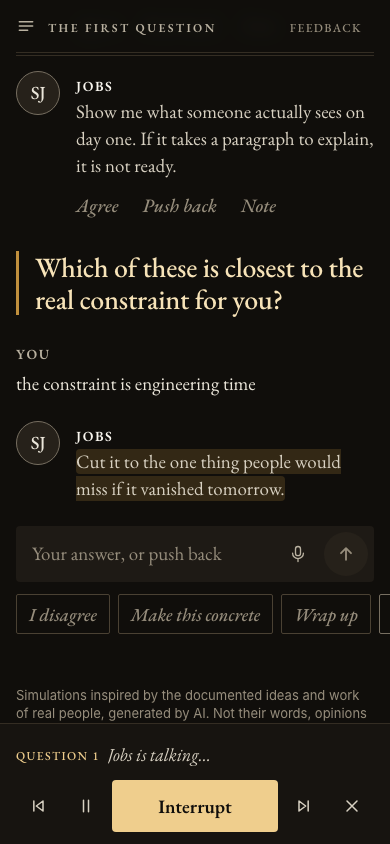 THE FIRST QUESTION
FEEDBACK
SJ
JOBS
Show me what someone actually sees on
day one. If it takes a paragraph to explain,
it is not ready.
Agree Push back Note
Which of these is closest to the
real constraint for you?
YOU
the constraint is engineering time
SJ
JOBS
Cut it to the one thing people would
miss if it vanished tomorrow.
Your answer, or push back
I disagree Make this concrete Wrap up
Simulations inspired by the documented ideas and work
of real people, generated by AI. Not their words, opinions
QUESTION 1 Jobs is talking...
Interrupt